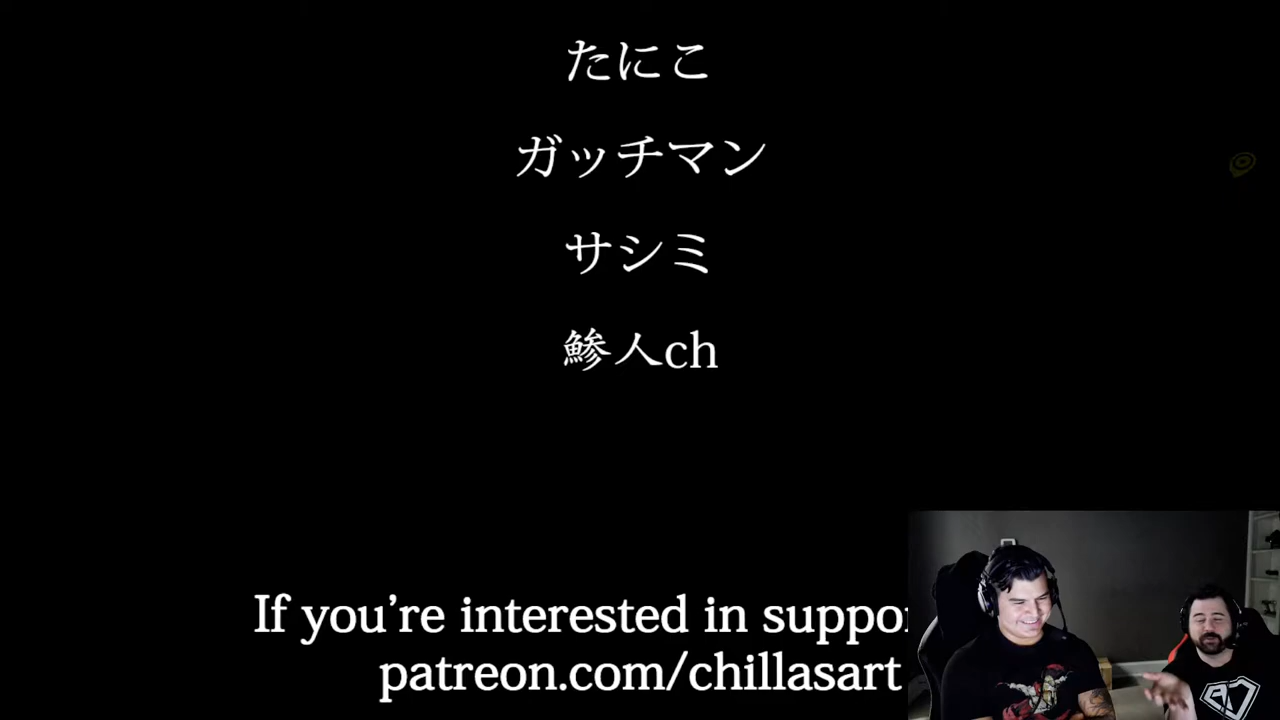 たにこ
ガッチマン
サシミ
鯵人ch
If you're interested in suppor
patreon.com/chillasart